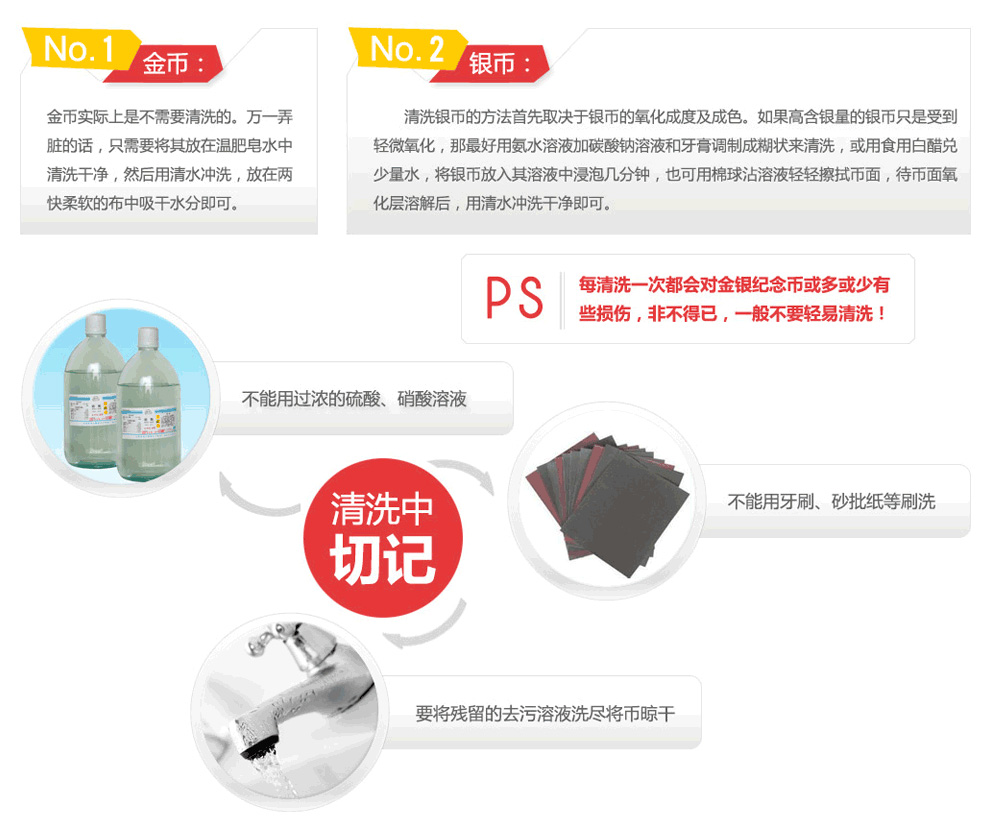 No.1
金币：
金币实际上是不需要清洗的。万一弄
脏的话，只需要将其放在温肥皂水中
清洗干净，然后用清水冲洗，放在两
快柔软的布中吸干水分即可。
No.2
银币：
清洗银币的方法首先取决于银币的氧化成度及成色。如果高含银量的银币只是受到
轻微氧化，那最好用氨水溶液加碳酸钠溶液和牙膏调制成糊状来清洗，或用食用白醋兑
少量水，将银币放入其溶液中浸泡几分钟，也可用棉球沾溶液轻轻擦拭币面，待币面氧
化层溶解后，用清水冲洗干净即可。
PS
每清洗一次都会对金银纪念币或多或少有
些损伤，非不得已，一般不要轻易清洗！
不能用过浓的硫酸、硝酸溶液
清洗中
切记
不能用牙刷、砂批纸等刷洗
要将残留的去污溶液洗尽将币晾干